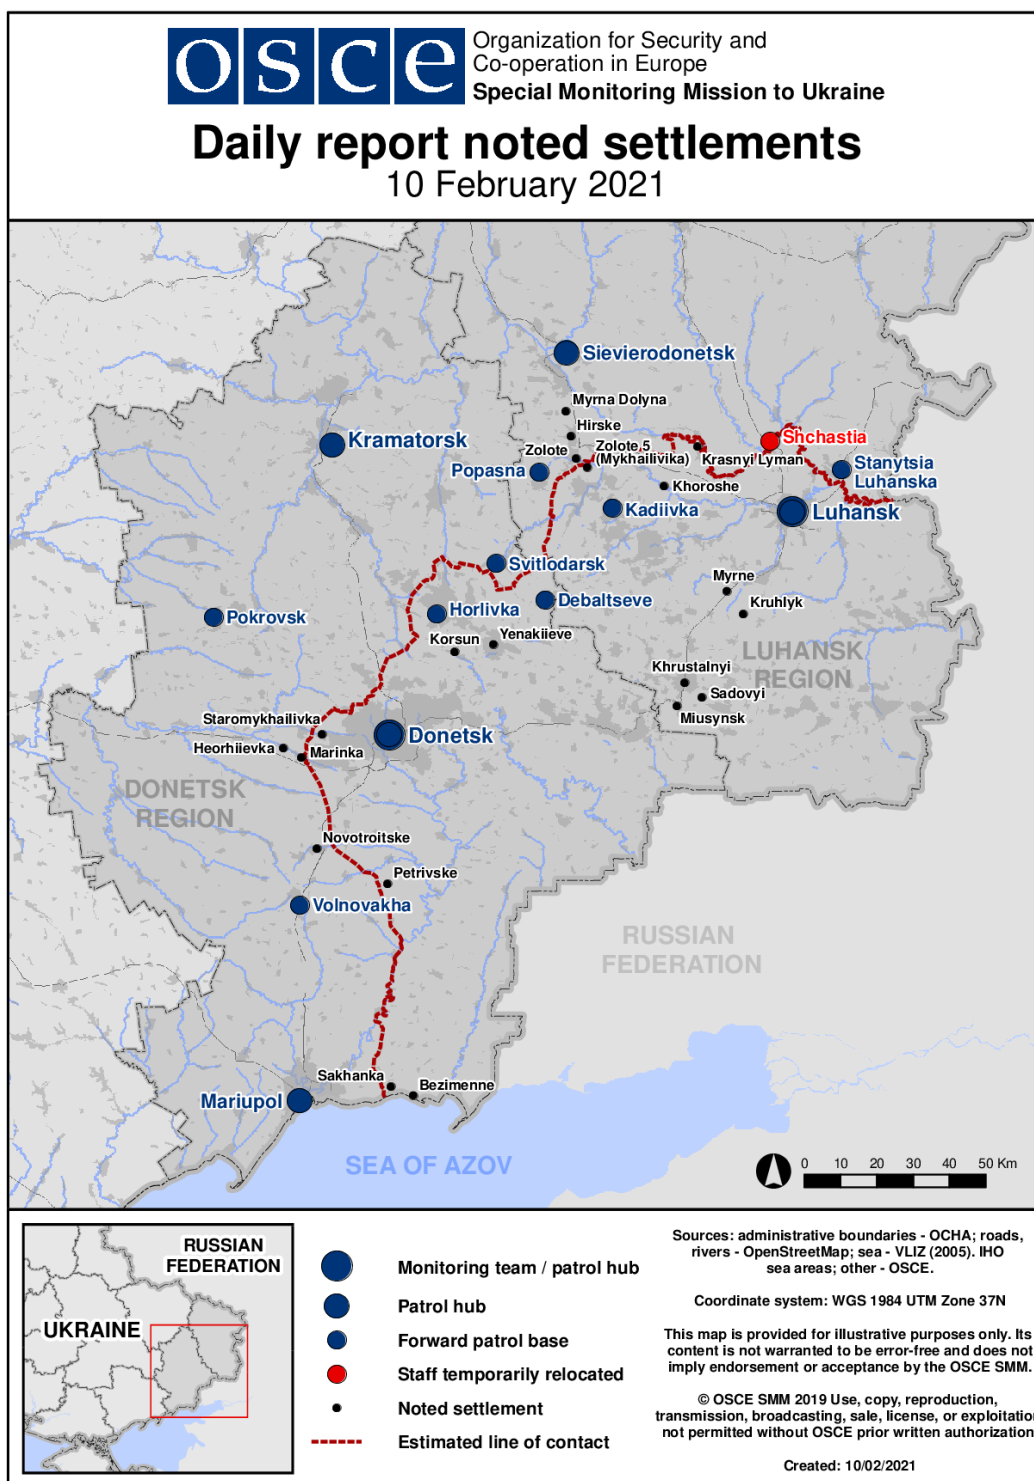 osce
Organization for Security and
Co-operation in Europe
Special Monitoring Mission to Ukraine
Daily report noted settlements
10 February 2021
Sievierodonetsk
Myrna Dolyna
Hirske
Kramatorsk
Shchastia
Zolote
Zolote 5
(Mykhailivika)
Krasnyi Lyman
Popasna
Stanytsia
Luhanska
Khoroshe
Kadiivka
Luhansk
Svitlodarsk
Myrne
Debaltseve
Kruhlyk
Horlivka
Pokrovsk
Korsun
Yenakiieve
LUHANSK
REGION
Khrustalnyi
Sadovyi
Miusynsk
Staromykhailivka
Donetsk
Heorhiievka
Marinka
DONETSK
REGION
Novotroitske
Petrivske
Volnovakha
RUSSIAN
FEDERATION
Sakhanka
Bezimenne
Mariupol
SEA OF AZOV
0 10 20 30 40 50 Km
RUSSIAN
FEDERATION
UKRAINE
Monitoring team / patrol hub
Patrol hub
Forward patrol base
Staff temporarily relocated
Noted settlement
Estimated line of contact
Sources: administrative boundaries - OCHA; roads,
rivers - OpenStreetMap; sea - VLIZ (2005). IHO
sea areas; other - OSCE.
Coordinate system: WGS 1984 UTM Zone 37N
This map is provided for illustrative purposes only. Its
content is not warranted to be error-free and does not
imply endorsement or acceptance by the OSCE SMM.
© OSCE SMM 2019 Use, copy, reproduction,
transmission, broadcasting, sale, license, or exploitation
not permitted without OSCE prior written authorization
Created: 10/02/2021